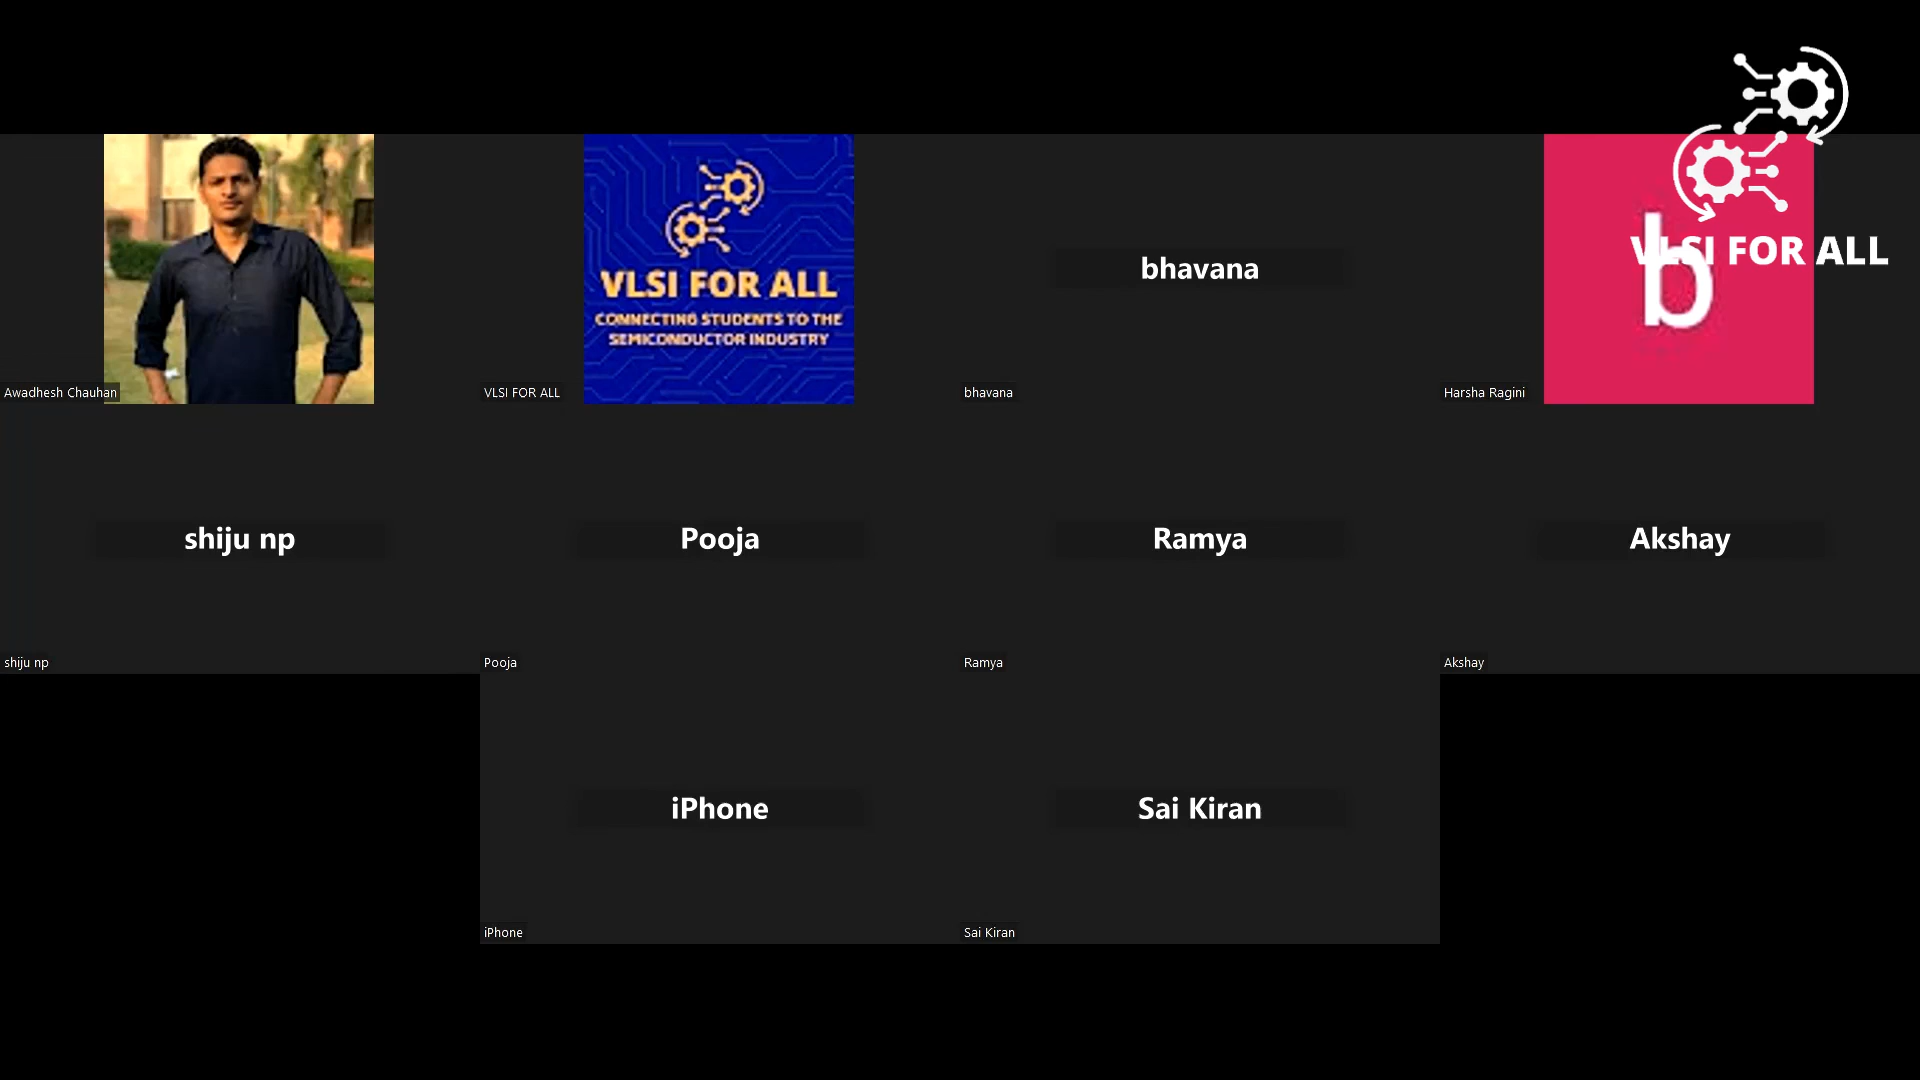 VLSI FOR ALL
CONNECTING STUDENTS TO THE
SEMICONDUCTOR INDUSTRY
bhavana
b
VLSI FOR ALL
Awadhesh Chauhan
VLSI FOR ALL
bhavana
Harsha Ragini
shiju np
Pooja
Ramya
Akshay
shiju np
Pooja
Ramya
Akshay
iPhone
Sai Kiran
iPhone
Sai Kiran